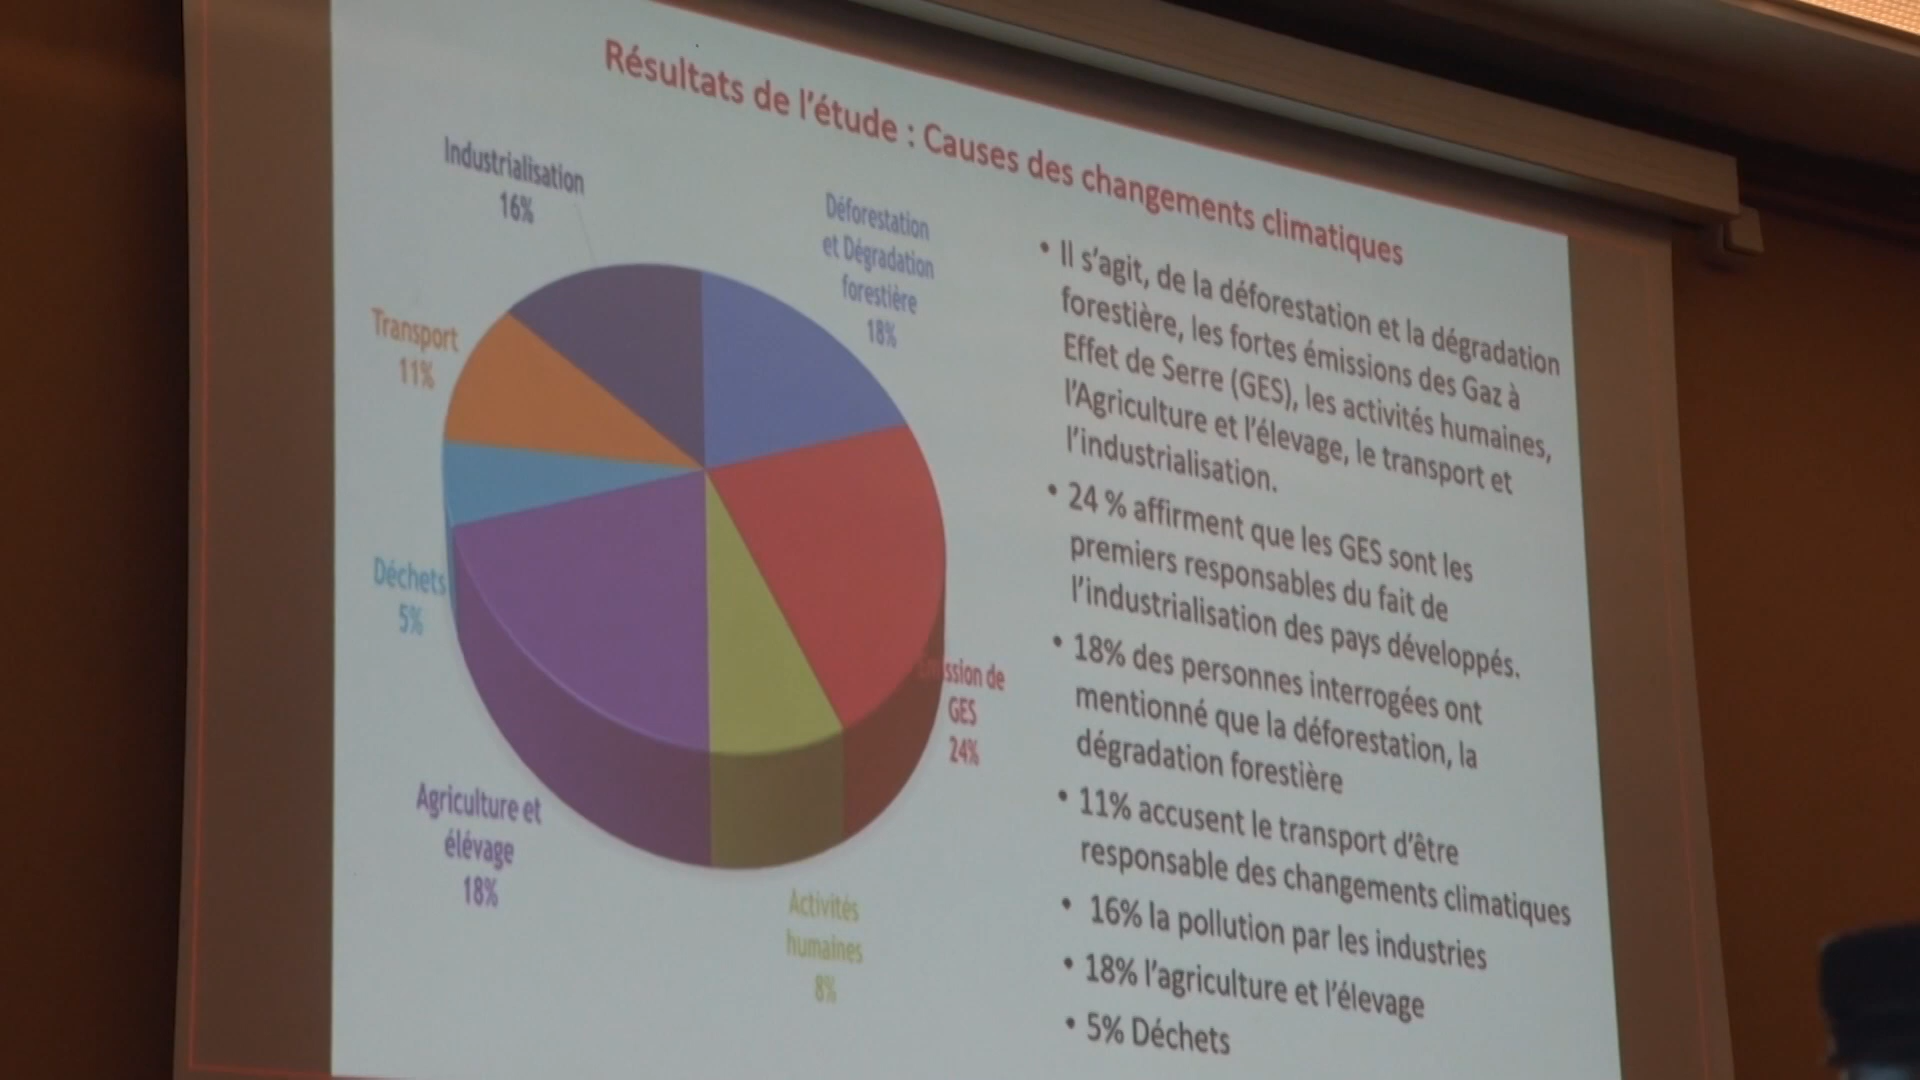 Résultats de l'étude : Causes des changements climatiques
Industrialisation
16%
Déforestation
et Dégradation
forestière
18%
Transport
11%
Déchets
5%
ssion de
GES
24%
Agriculture et
élévage
18%
Activités
humaines
8%
• Il s'agit, de la déforestation et la dégradation
forestière, les fortes émissions des Gaz à
Effet de Serre (GES), les activités humaines,
l'Agriculture et l'élevage, le transport et
l'industrialisation.
• 24 % affirment que les GES sont les
premiers responsables du fait de
l'industrialisation des pays développés.
• 18% des personnes interrogées ont
mentionné que la déforestation, la
dégradation forestière
• 11% accusent le transport d'être
responsable des changements climatiques
• 16% la pollution par les industries
• 18% l'agriculture et l'élevage
• 5% Déchets